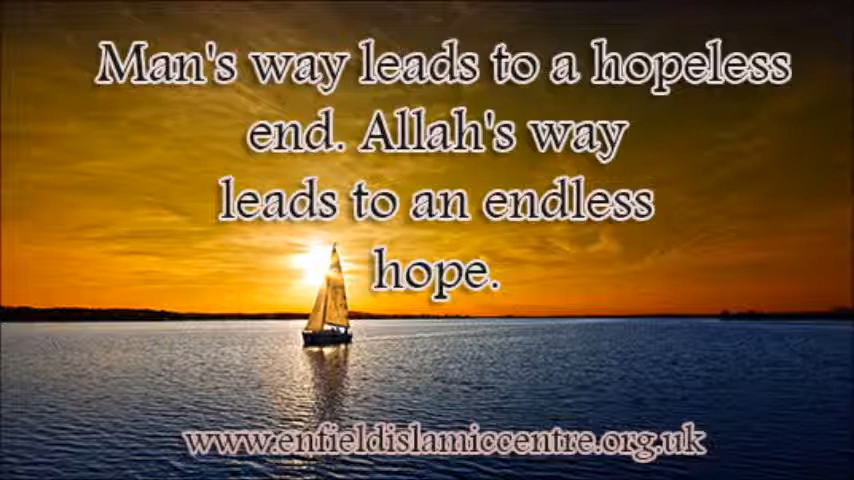 Man's way leads to a hopeless
end. Allah's way
leads to an endless
hope.
www.enfieldislamiccentre.org.uk